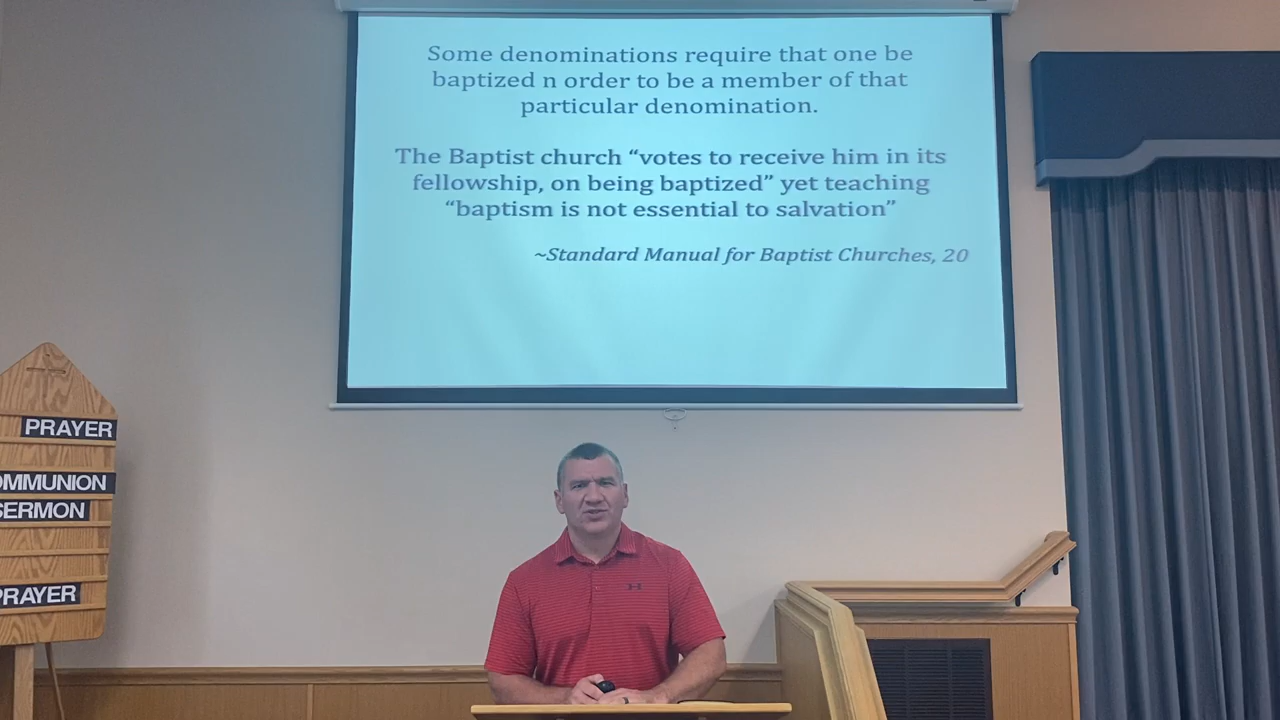 Some denominations require that one be
baptized n order to be a member of that
particular denomination.
The Baptist church “votes to receive him in its
fellowship, on being baptized” yet teaching
“baptism is not essential to salvation”
~Standard Manual for Baptist Churches, 20
PRAYER
OMMUNION
SERMON
PRAYER